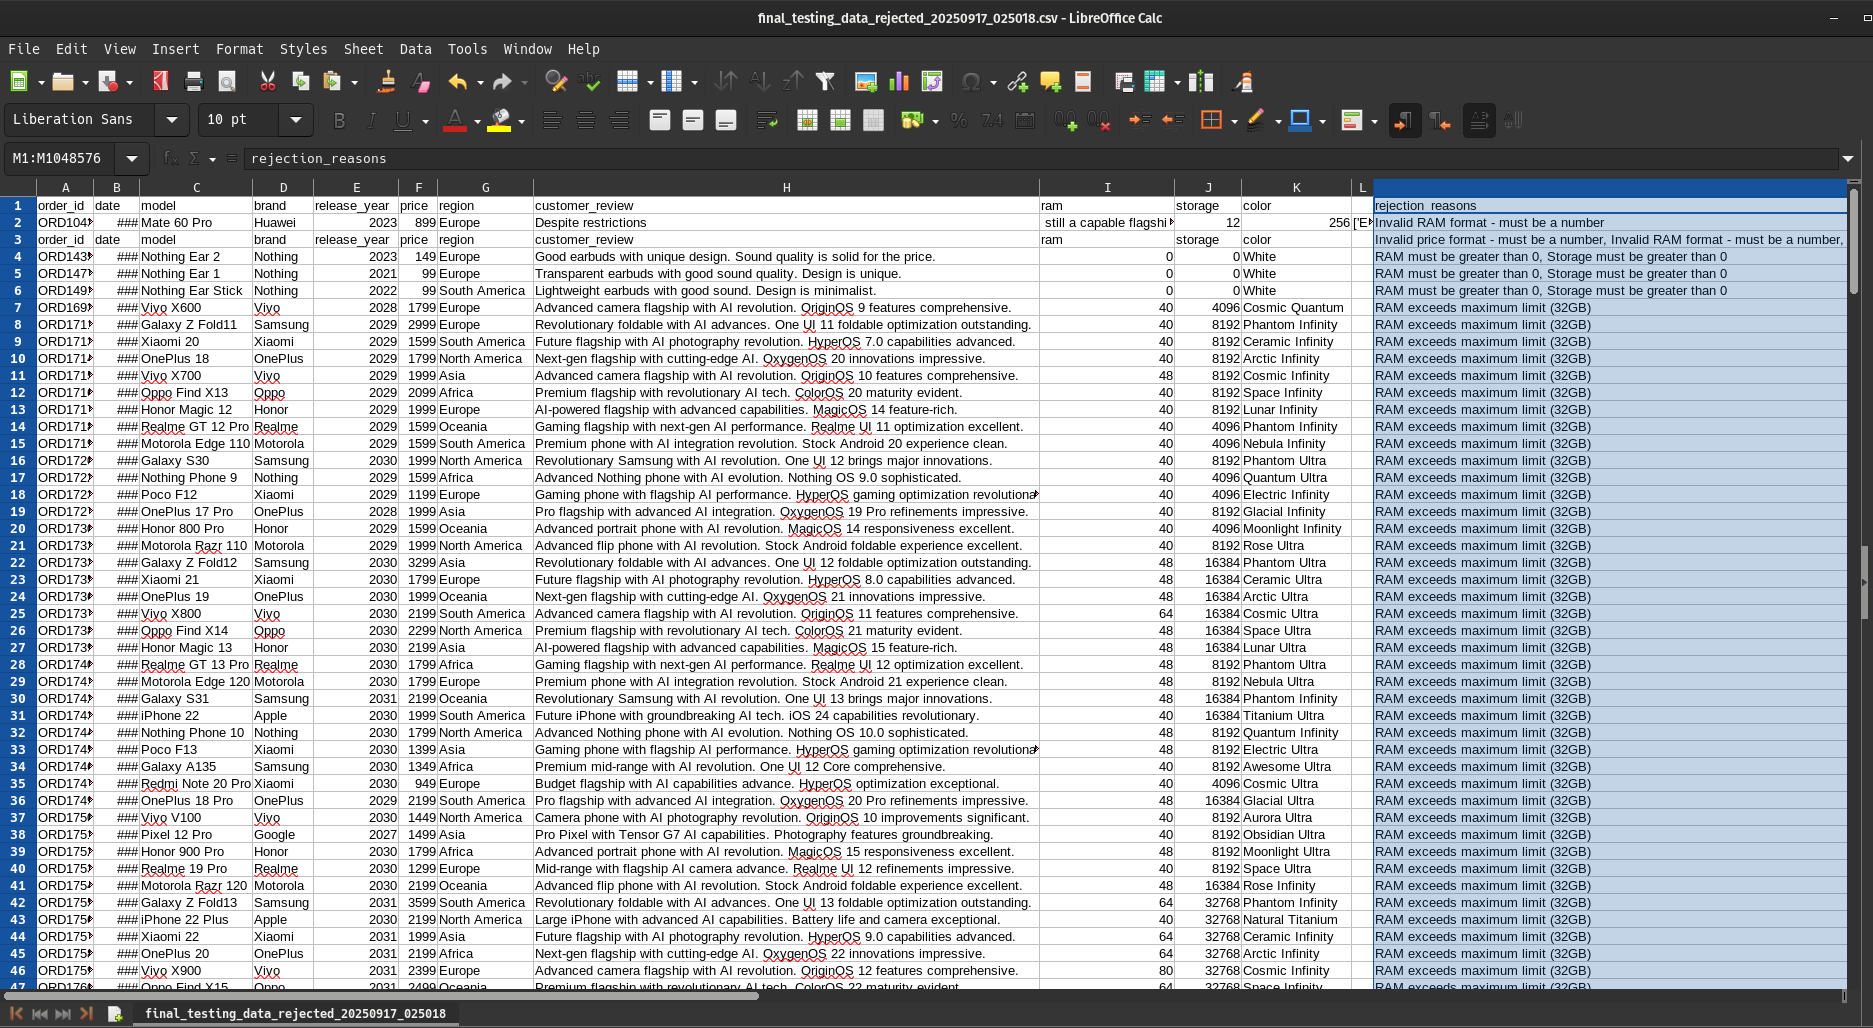 final_testing_data_rejected_20250917_025018.csv - LibreOffice Calc
File Edit View Insert Format Styles Sheet Data Tools Window Help
Liberation Sans 10 pt
M1:M1048576 rejection_reasons
A B C D E F G H I J K L
1 order_id date model brand release_year price region customer_review ram storage color rejection_reasons
2 ORD104 ### Mate 60 Pro Huawei 2023 899 Europe Despite restrictions still a capable flagshi 12 256 ['E Invalid RAM format - must be a number
3 order_id date model brand release_year price region customer_review ram storage color Invalid price format - must be a number, Invalid RAM format - must be a number,
4 ORD143 ### Nothing Ear 2 Nothing 2023 149 Europe Good earbuds with unique design. Sound quality is solid for the price. 0 0 White RAM must be greater than 0, Storage must be greater than 0
5 ORD147 ### Nothing Ear 1 Nothing 2021 99 Europe Transparent earbuds with good sound quality. Design is unique. 0 0 White RAM must be greater than 0, Storage must be greater than 0
6 ORD149 ### Nothing Ear Stick Nothing 2022 99 South America Lightweight earbuds with good sound. Design is minimalist. 0 0 White RAM must be greater than 0, Storage must be greater than 0
7 ORD169 ### Vivo X600 Vivo 2028 1799 Europe Advanced camera flagship with AI revolution. OriginOS 9 features comprehensive. 40 4096 Cosmic Quantum RAM exceeds maximum limit (32GB)
8 ORD171 ### Galaxy Z Fold11 Samsung 2029 2999 Europe Revolutionary foldable with AI advances. One UI 11 foldable optimization outstanding. 40 8192 Phantom Infinity RAM exceeds maximum limit (32GB)
9 ORD171 ### Xiaomi 20 Xiaomi 2029 1599 South America Future flagship with AI photography revolution. HyperOS 7.0 capabilities advanced. 40 8192 Ceramic Infinity RAM exceeds maximum limit (32GB)
10 ORD171 ### OnePlus 18 OnePlus 2029 1799 North America Next-gen flagship with cutting-edge AI. OxygenOS 20 innovations impressive. 40 8192 Arctic Infinity RAM exceeds maximum limit (32GB)
11 ORD171 ### Vivo X700 Vivo 2029 1999 Asia Advanced camera flagship with AI revolution. OriginOS 10 features comprehensive. 48 8192 Cosmic Infinity RAM exceeds maximum limit (32GB)
12 ORD171 ### Oppo Find X13 Oppo 2029 2099 Africa Premium flagship with revolutionary AI tech. ColorOS 20 maturity evident. 40 8192 Space Infinity RAM exceeds maximum limit (32GB)
13 ORD171 ### Honor Magic 12 Honor 2029 1999 Europe AI-powered flagship with advanced capabilities. MagicOS 14 feature-rich. 40 8192 Lunar Infinity RAM exceeds maximum limit (32GB)
14 ORD171 ### Realme GT 12 Pro Realme 2029 1599 Oceania Gaming flagship with next-gen AI performance. Realme UI 11 optimization excellent. 40 4096 Phantom Infinity RAM exceeds maximum limit (32GB)
15 ORD171 ### Motorola Edge 110 Motorola 2029 1599 South America Premium phone with AI integration revolution. Stock Android 20 experience clean. 40 4096 Nebula Infinity RAM exceeds maximum limit (32GB)
16 ORD172 ### Galaxy S30 Samsung 2030 1999 North America Revolutionary Samsung with AI revolution. One UI 12 brings major innovations. 40 8192 Phantom Ultra RAM exceeds maximum limit (32GB)
17 ORD172 ### Nothing Phone 9 Nothing 2029 1599 Africa Advanced Nothing phone with AI evolution. Nothing OS 9.0 sophisticated. 40 4096 Quantum Ultra RAM exceeds maximum limit (32GB)
18 ORD172 ### Poco F12 Xiaomi 2029 1199 Europe Gaming phone with flagship AI performance. HyperOS gaming optimization revolutiona 40 4096 Electric Infinity RAM exceeds maximum limit (32GB)
19 ORD172 ### OnePlus 17 Pro OnePlus 2028 1999 Asia Pro flagship with advanced AI integration. OxygenOS 19 Pro refinements impressive. 40 8192 Glacial Infinity RAM exceeds maximum limit (32GB)
20 ORD173 ### Honor 800 Pro Honor 2029 1599 Oceania Advanced portrait phone with AI revolution. MagicOS 14 responsiveness excellent. 40 4096 Moonlight Infinity RAM exceeds maximum limit (32GB)
21 ORD173 ### Motorola Razr 110 Motorola 2029 1999 North America Advanced flip phone with AI revolution. Stock Android foldable experience excellent. 40 8192 Rose Ultra RAM exceeds maximum limit (32GB)
22 ORD173 ### Galaxy Z Fold12 Samsung 2030 3299 Asia Revolutionary foldable with AI advances. One UI 12 foldable optimization outstanding. 48 16384 Phantom Ultra RAM exceeds maximum limit (32GB)
23 ORD173 ### Xiaomi 21 Xiaomi 2030 1799 Europe Future flagship with AI photography revolution. HyperOS 8.0 capabilities advanced. 48 16384 Ceramic Ultra RAM exceeds maximum limit (32GB)
24 ORD173 ### OnePlus 19 OnePlus 2030 1999 Oceania Next-gen flagship with cutting-edge AI. OxygenOS 21 innovations impressive. 48 16384 Arctic Ultra RAM exceeds maximum limit (32GB)
25 ORD173 ### Vivo X800 Vivo 2030 2199 South America Advanced camera flagship with AI revolution. OriginOS 11 features comprehensive. 64 16384 Cosmic Ultra RAM exceeds maximum limit (32GB)
26 ORD173 ### Oppo Find X14 Oppo 2030 2299 North America Premium flagship with revolutionary AI tech. ColorOS 21 maturity evident. 48 16384 Space Ultra RAM exceeds maximum limit (32GB)
27 ORD173 ### Honor Magic 13 Honor 2030 2199 Asia AI-powered flagship with advanced capabilities. MagicOS 15 feature-rich. 48 16384 Lunar Ultra RAM exceeds maximum limit (32GB)
28 ORD174 ### Realme GT 13 Pro Realme 2030 1799 Africa Gaming flagship with next-gen AI performance. Realme UI 12 optimization excellent. 48 8192 Phantom Ultra RAM exceeds maximum limit (32GB)
29 ORD174 ### Motorola Edge 120 Motorola 2030 1799 Europe Premium phone with AI integration revolution. Stock Android 21 experience clean. 48 8192 Nebula Ultra RAM exceeds maximum limit (32GB)
30 ORD174 ### Galaxy S31 Samsung 2031 2199 Oceania Revolutionary Samsung with AI revolution. One UI 13 brings major innovations. 48 16384 Phantom Infinity RAM exceeds maximum limit (32GB)
31 ORD174 ### iPhone 22 Apple 2030 1999 South America Future iPhone with groundbreaking AI tech. iOS 24 capabilities revolutionary. 40 16384 Titanium Ultra RAM exceeds maximum limit (32GB)
32 ORD174 ### Nothing Phone 10 Nothing 2030 1799 North America Advanced Nothing phone with AI evolution. Nothing OS 10.0 sophisticated. 48 8192 Quantum Infinity RAM exceeds maximum limit (32GB)
33 ORD174 ### Poco F13 Xiaomi 2030 1399 Asia Gaming phone with flagship AI performance. HyperOS gaming optimization revolutiona 48 8192 Electric Ultra RAM exceeds maximum limit (32GB)
34 ORD174 ### Galaxy A135 Samsung 2030 1349 Africa Premium mid-range with AI revolution. One UI 12 Core comprehensive. 40 8192 Awesome Ultra RAM exceeds maximum limit (32GB)
35 ORD174 ### Redmi Note 20 Pro Xiaomi 2030 949 Europe Budget flagship with AI capabilities advance. HyperOS optimization exceptional. 40 4096 Cosmic Ultra RAM exceeds maximum limit (32GB)
36 ORD174 ### OnePlus 18 Pro OnePlus 2029 2199 South America Pro flagship with advanced AI integration. OxygenOS 20 Pro refinements impressive. 48 16384 Glacial Ultra RAM exceeds maximum limit (32GB)
37 ORD175 ### Vivo V100 Vivo 2030 1449 North America Camera phone with AI photography revolution. OriginOS 10 improvements significant. 40 8192 Aurora Ultra RAM exceeds maximum limit (32GB)
38 ORD175 ### Pixel 12 Pro Google 2027 1499 Asia Pro Pixel with Tensor G7 AI capabilities. Photography features groundbreaking. 40 8192 Obsidian Ultra RAM exceeds maximum limit (32GB)
39 ORD175 ### Honor 900 Pro Honor 2030 1799 Africa Advanced portrait phone with AI revolution. MagicOS 15 responsiveness excellent. 48 8192 Moonlight Ultra RAM exceeds maximum limit (32GB)
40 ORD175 ### Realme 19 Pro Realme 2030 1299 Europe Mid-range with flagship AI camera advance. Realme UI 12 refinements impressive. 40 8192 Space Ultra RAM exceeds maximum limit (32GB)
41 ORD175 ### Motorola Razr 120 Motorola 2030 2199 Oceania Advanced flip phone with AI revolution. Stock Android foldable experience excellent. 48 16384 Rose Infinity RAM exceeds maximum limit (32GB)
42 ORD175 ### Galaxy Z Fold13 Samsung 2031 3599 South America Revolutionary foldable with AI advances. One UI 13 foldable optimization outstanding. 64 32768 Phantom Infinity RAM exceeds maximum limit (32GB)
43 ORD175 ### iPhone 22 Plus Apple 2030 2199 North America Large iPhone with advanced AI capabilities. Battery life and camera exceptional. 40 32768 Natural Titanium RAM exceeds maximum limit (32GB)
44 ORD175 ### Xiaomi 22 Xiaomi 2031 1999 Asia Future flagship with AI photography revolution. HyperOS 9.0 capabilities advanced. 64 32768 Ceramic Infinity RAM exceeds maximum limit (32GB)
45 ORD175 ### OnePlus 20 OnePlus 2031 2199 Africa Next-gen flagship with cutting-edge AI. OxygenOS 22 innovations impressive. 64 32768 Arctic Infinity RAM exceeds maximum limit (32GB)
46 ORD175 ### Vivo X900 Vivo 2031 2399 Europe Advanced camera flagship with AI revolution. OriginOS 12 features comprehensive. 80 32768 Cosmic Infinity RAM exceeds maximum limit (32GB)
47 ORD176 ### Oppo Find X15 Oppo 2031 2499 Oceania Premium flagship with revolutionary AI tech. ColorOS 22 maturity evident. 64 32768 Space Infinity RAM exceeds maximum limit (32GB)
final_testing_data_rejected_20250917_025018